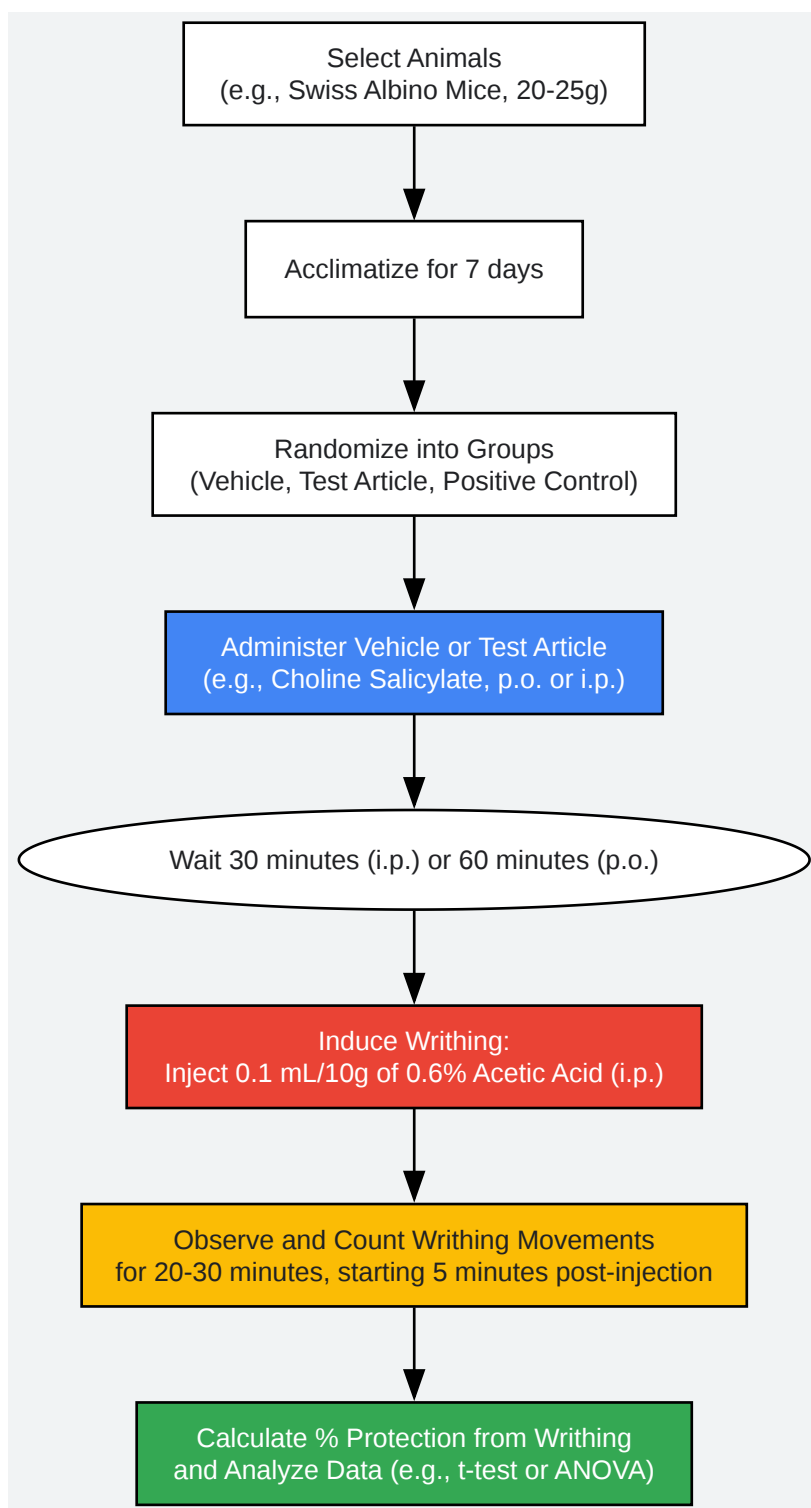 Select Animals
(e.g., Swiss Albino Mice, 20-25g)
Acclimatize for 7 days
Randomize into Groups
(Vehicle, Test Article, Positive Control)
Administer Vehicle or Test Article
(e.g., Choline Salicylate, p.o. or i.p.)
Wait 30 minutes (i.p.) or 60 minutes (p.o.)
Induce Writhing:
Inject 0.1 mL/10g of 0.6% Acetic Acid (i.p.)
Observe and Count Writhing Movements
for 20-30 minutes, starting 5 minutes post-injection
Calculate % Protection from Writhing
and Analyze Data (e.g., t-test or ANOVA)